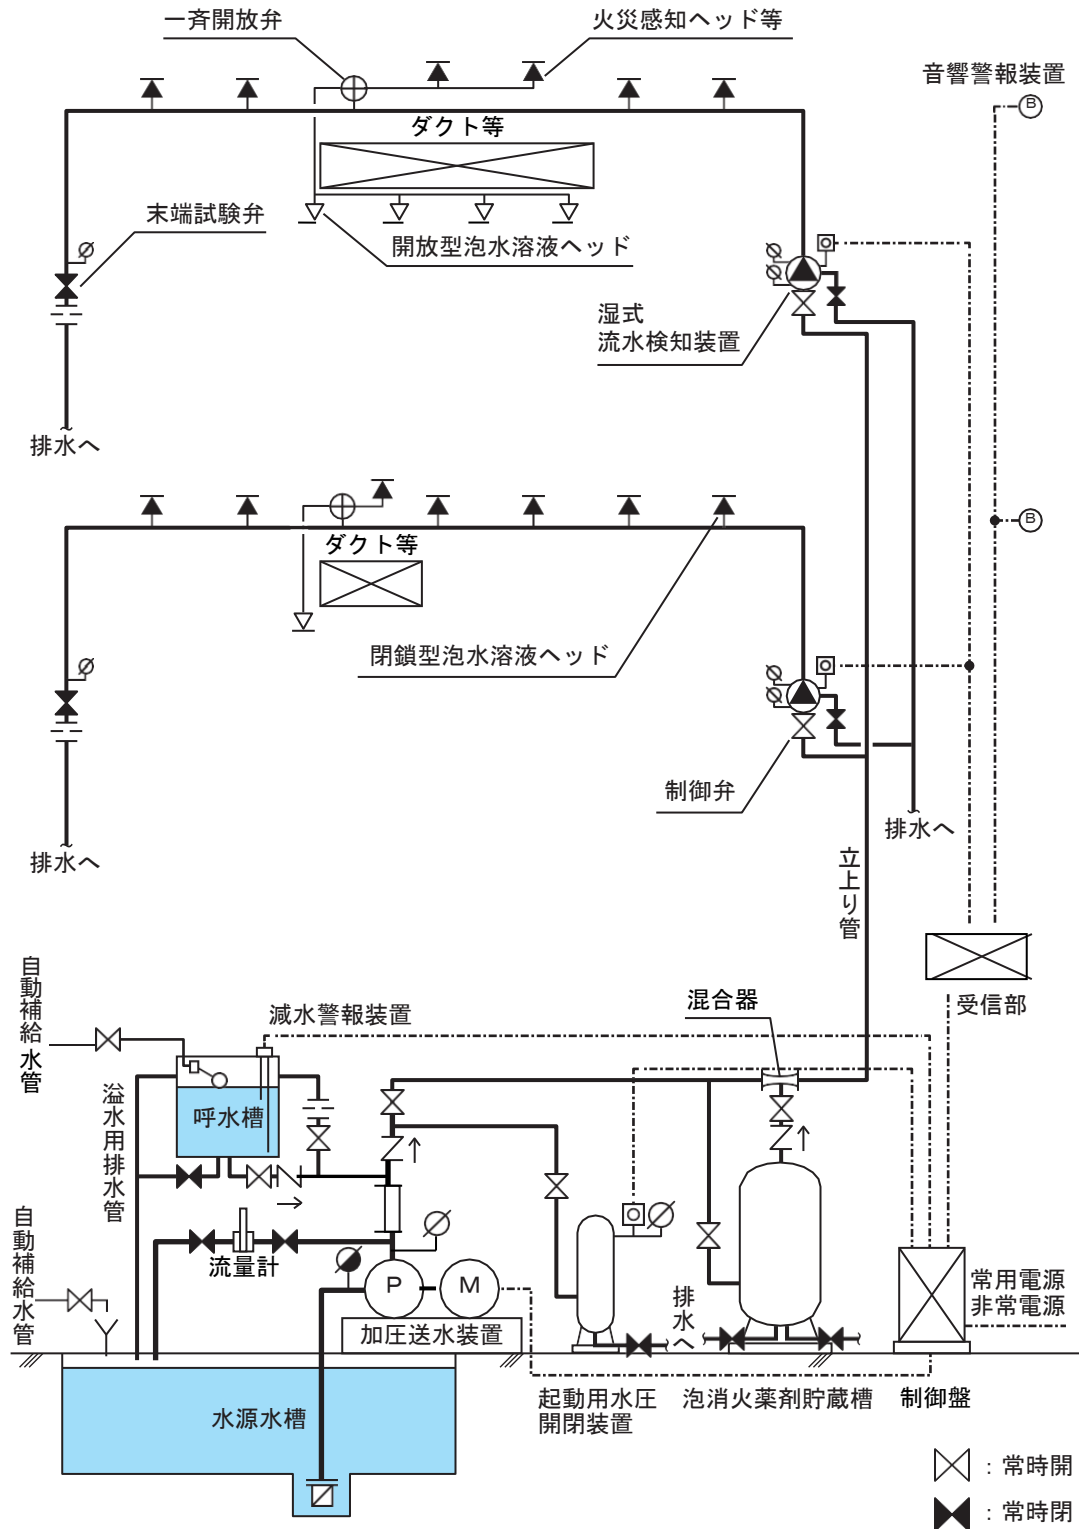 一斉開放弁
火災感知ヘッド等
音響警報装置
B
ダクト等
末端試験弁
開放型泡水溶液ヘッド
湿式
流水検知装置
排水へ
B
ダクト等
閉鎖型泡水溶液ヘッド
制御弁
排水へ
排水へ
立上り管
自動補給水管
減水警報装置
混合器
受信部
溢水用排水管
呼水槽
自動補給水管
流量計
P
M
加圧送水装置
排水へ
常用電源
非常電源
水源水槽
起動用水圧
開閉装置
泡消火薬剤貯蔵槽
制御盤
：常時開
：常時閉